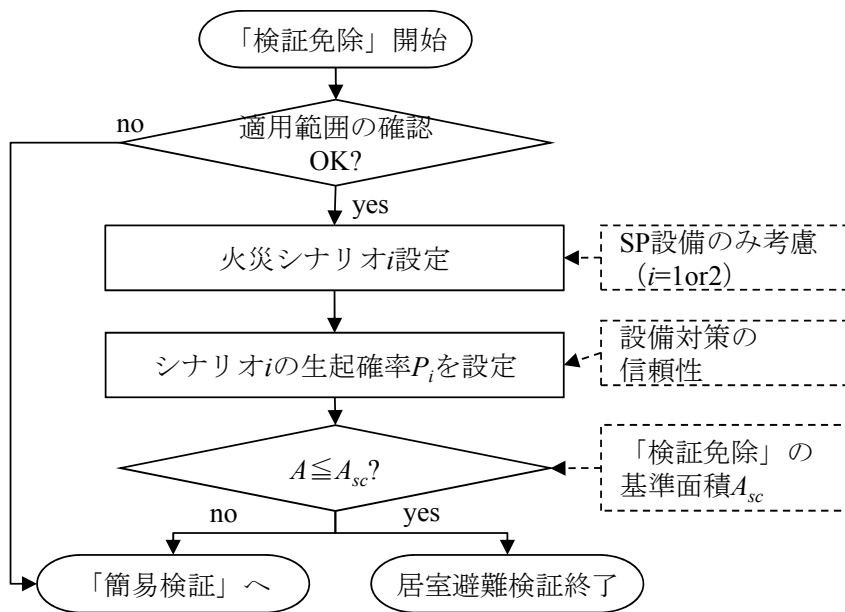 「検証免除」開始
no
適用範囲の確認
OK?
yes
火災シナリオi設定
SP設備のみ考慮
（i=1or2）
シナリオiの生起確率Piを設定
設備対策の
信頼性
A≦Asc?
「検証免除」の
基準面積Asc
no
yes
「簡易検証」へ
居室避難検証終了